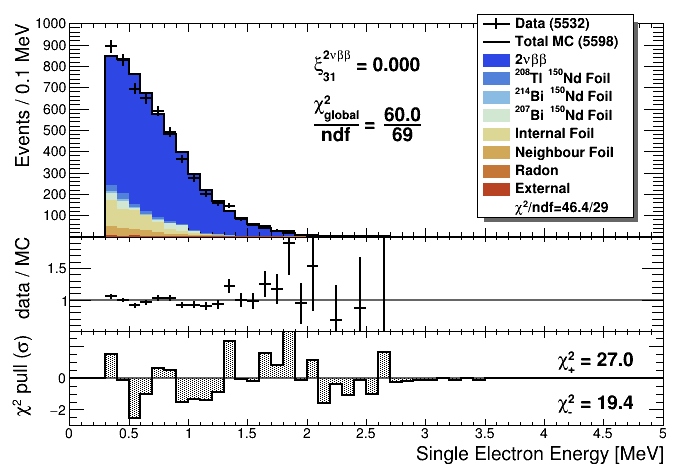 Events / 0.1 MeV
1000
900
800
700
600
500
400
300
200
100
ξ³¹ 2νββ = 0.000
χ² global / ndf = 60.0 / 69
Data (5532)
Total MC (5598)
2νββ
²⁰⁸Tl ¹⁵⁰Nd Foil
²¹⁴Bi ¹⁵⁰Nd Foil
²⁰⁷Bi ¹⁵⁰Nd Foil
Internal Foil
Neighbour Foil
Radon
External
χ²/ndf=46.4/29
data / MC
1.5
1
χ² pull (σ)
0
−2
χ²₊ = 27.0
χ²₋ = 19.4
0 0.5 1 1.5 2 2.5 3 3.5 4 4.5 5
Single Electron Energy [MeV]